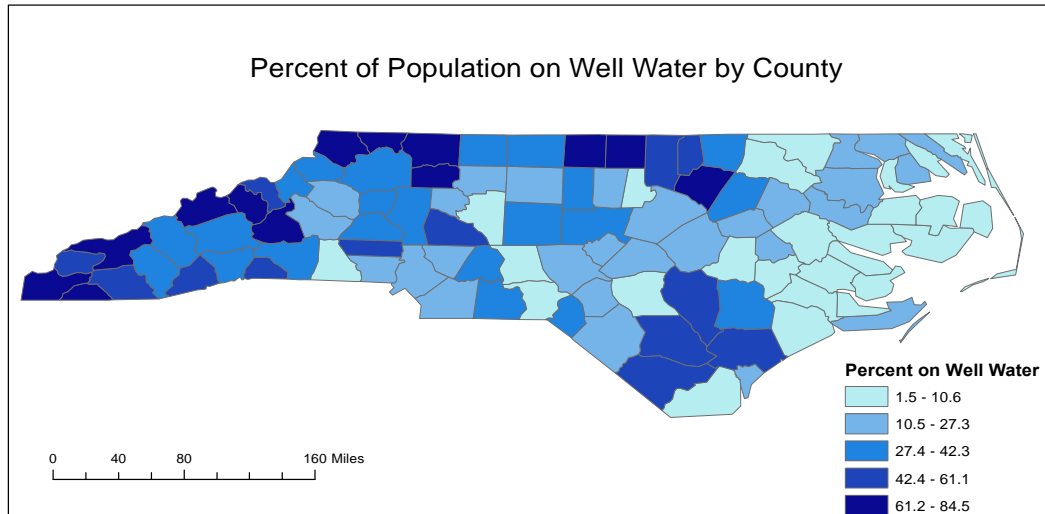 Percent of Population on Well Water by County
Percent on Well Water
1.5 - 10.6
10.5 - 27.3
27.4 - 42.3
42.4 - 61.1
61.2 - 84.5
0 40 80 160 Miles